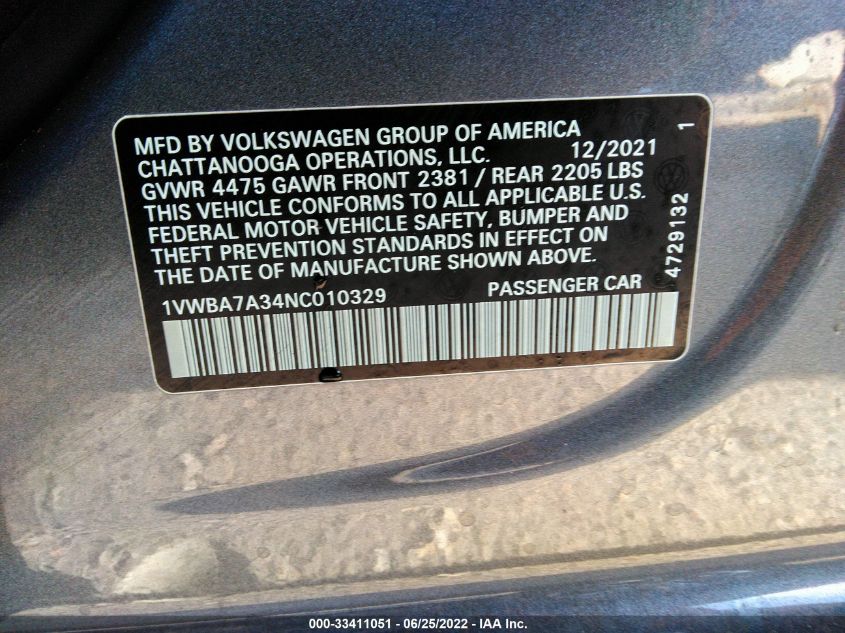 MFD BY VOLKSWAGEN GROUP OF AMERICA
CHATTANOOGA OPERATIONS, LLC. 12/2021 1
GVWR 4475 GAWR FRONT 2381 / REAR 2205 LBS
THIS VEHICLE CONFORMS TO ALL APPLICABLE U.S.
FEDERAL MOTOR VEHICLE SAFETY, BUMPER AND
THEFT PREVENTION STANDARDS IN EFFECT ON
THE DATE OF MANUFACTURE SHOWN ABOVE.
4729132
1VWBA7A34NC010329 PASSENGER CAR
000-33411051 - 06/25/2022 - IAA Inc.